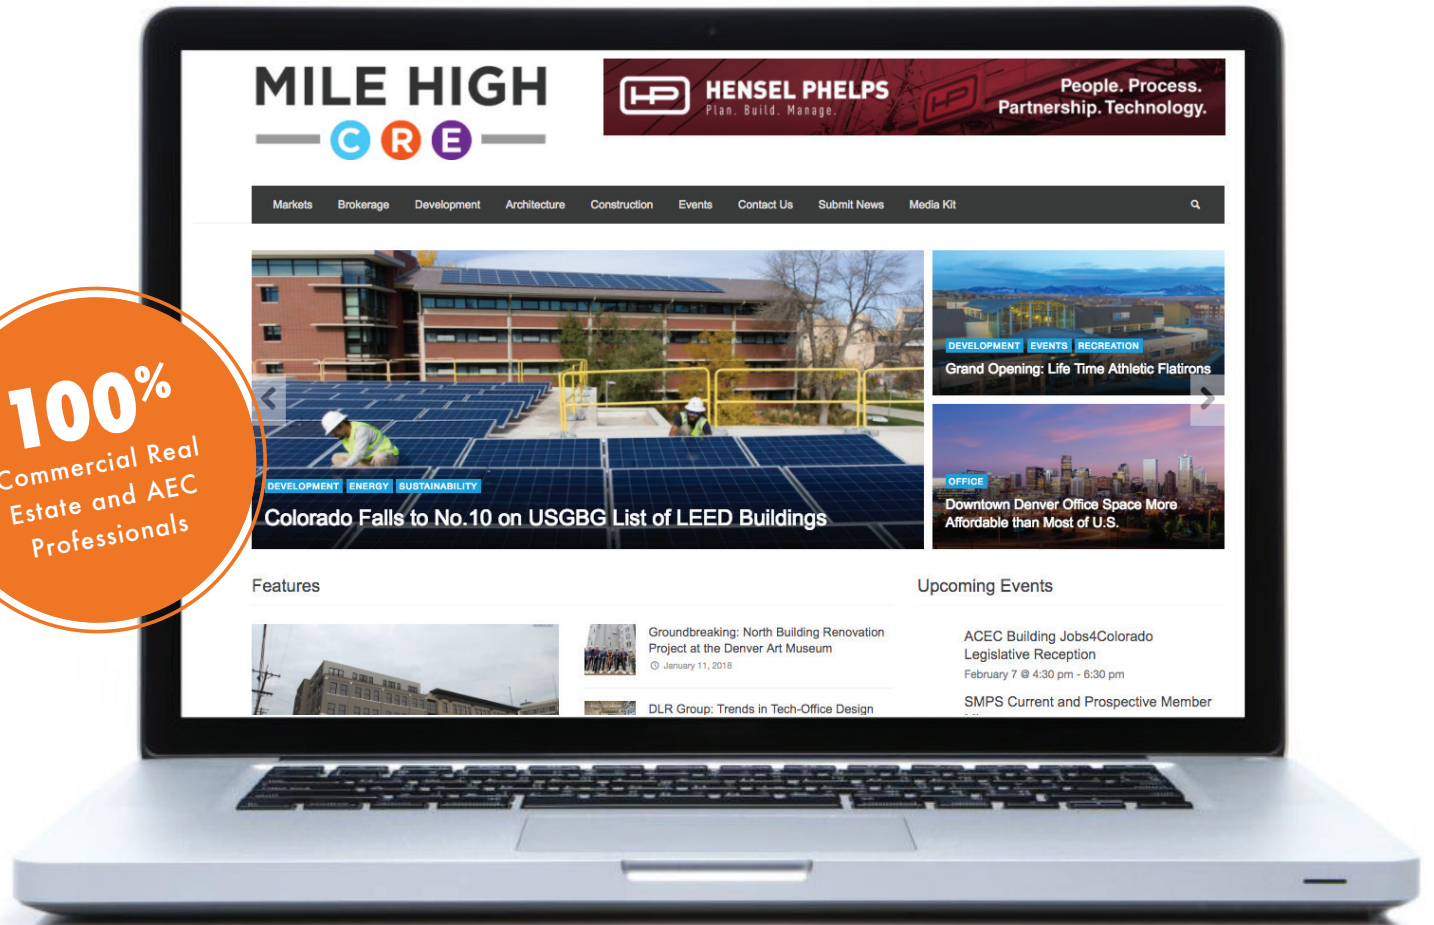 MILE HIGH
C R E
HP HENSEL PHELPS
Plan. Build. Manage.
People. Process.
Partnership. Technology.
Markets Brokerage Development Architecture Construction Events Contact Us Submit News Media Kit
DEVELOPMENT ENERGY SUSTAINABILITY
Colorado Falls to No.10 on USGBG List of LEED Buildings
DEVELOPMENT EVENTS RECREATION
Grand Opening: Life Time Athletic Flatirons
OFFICE
Downtown Denver Office Space More
Affordable than Most of U.S.
100%
Commercial Real
Estate and AEC
Professionals
Features
Groundbreaking: North Building Renovation
Project at the Denver Art Museum
January 11, 2018
DLR Group: Trends in Tech-Office Design
Upcoming Events
ACEC Building Jobs4Colorado
Legislative Reception
February 7 @ 4:30 pm - 6:30 pm
SMPS Current and Prospective Member